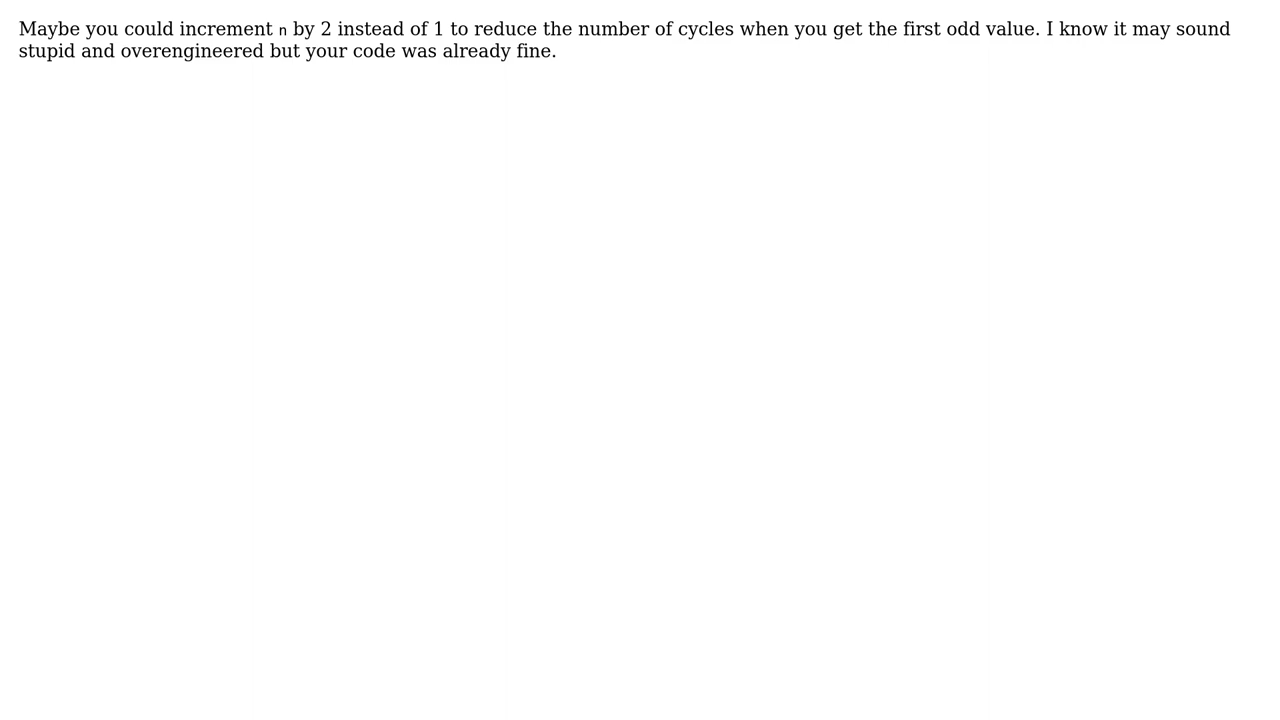 Maybe you could increment n by 2 instead of 1 to reduce the number of cycles when you get the first odd value. I know it may sound
stupid and overengineered but your code was already fine.